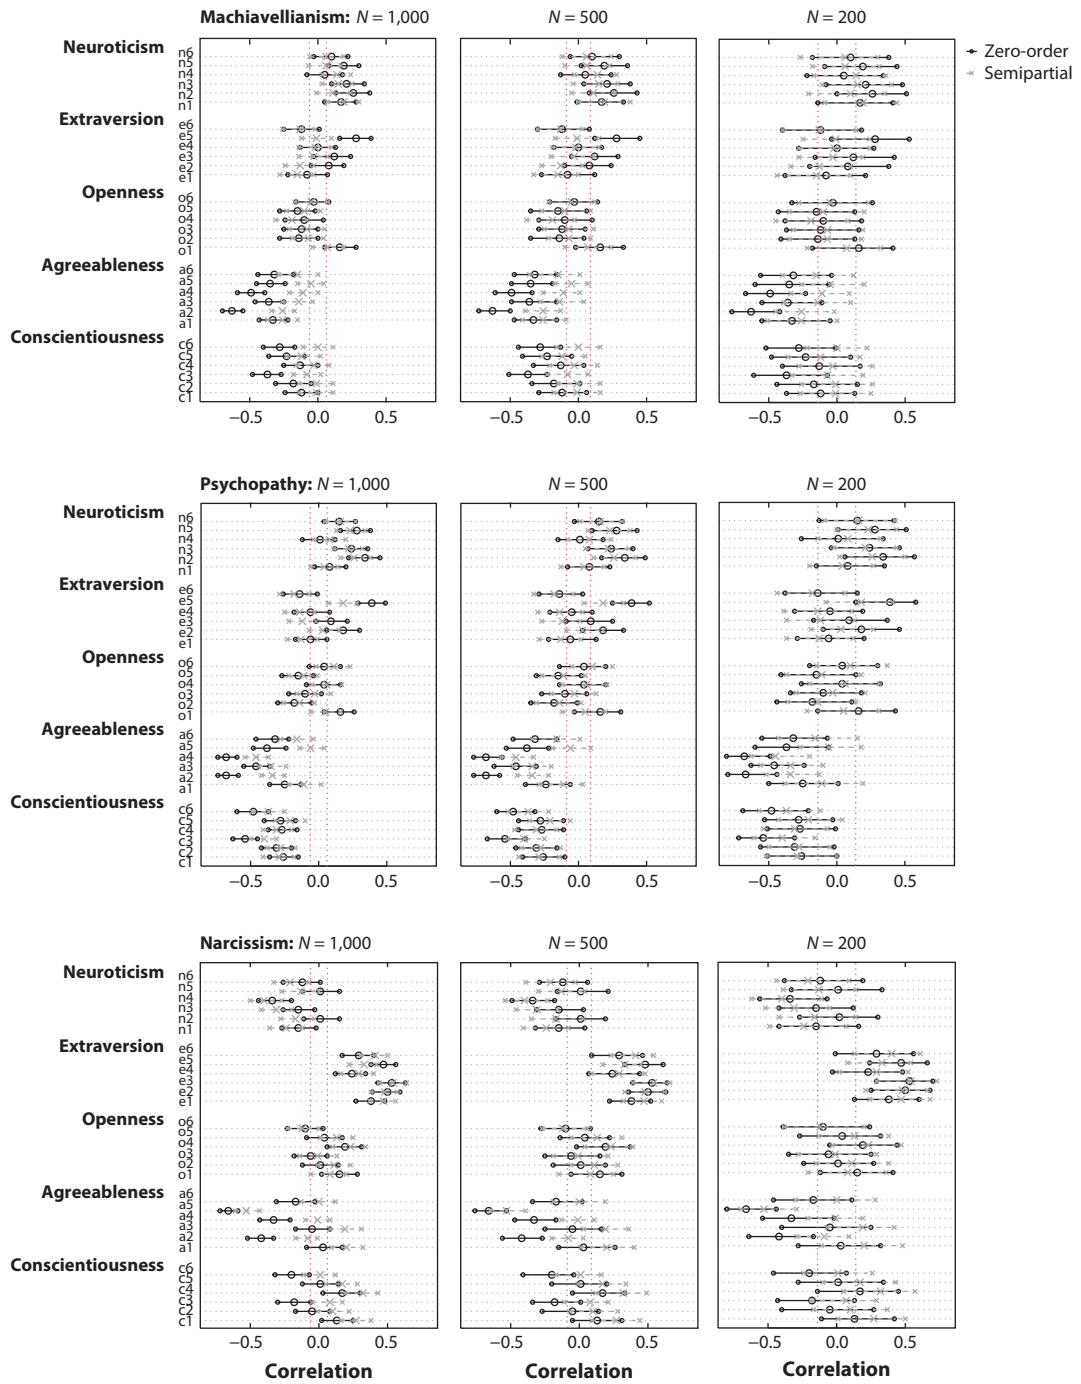 Machiavellianism: N = 1,000
N = 500
N = 200
Zero-order
Semipartial
Neuroticism
n6
n5
n4
n3
n2
n1
Extraversion
e6
e5
e4
e3
e2
e1
Openness
o6
o5
o4
o3
o2
o1
Agreeableness
a6
a5
a4
a3
a2
a1
Conscientiousness
c6
c5
c4
c3
c2
c1
−0.5 0.0 0.5
−0.5 0.0 0.5
−0.5 0.0 0.5
Psychopathy: N = 1,000
N = 500
N = 200
Neuroticism
n6
n5
n4
n3
n2
n1
Extraversion
e6
e5
e4
e3
e2
e1
Openness
o6
o5
o4
o3
o2
o1
Agreeableness
a6
a5
a4
a3
a2
a1
Conscientiousness
c6
c5
c4
c3
c2
c1
−0.5 0.0 0.5
−0.5 0.0 0.5
−0.5 0.0 0.5
Narcissism: N = 1,000
N = 500
N = 200
Neuroticism
n6
n5
n4
n3
n2
n1
Extraversion
e6
e5
e4
e3
e2
e1
Openness
o6
o5
o4
o3
o2
o1
Agreeableness
a6
a5
a4
a3
a2
a1
Conscientiousness
c6
c5
c4
c3
c2
c1
−0.5 0.0 0.5
−0.5 0.0 0.5
−0.5 0.0 0.5
Correlation
Correlation
Correlation